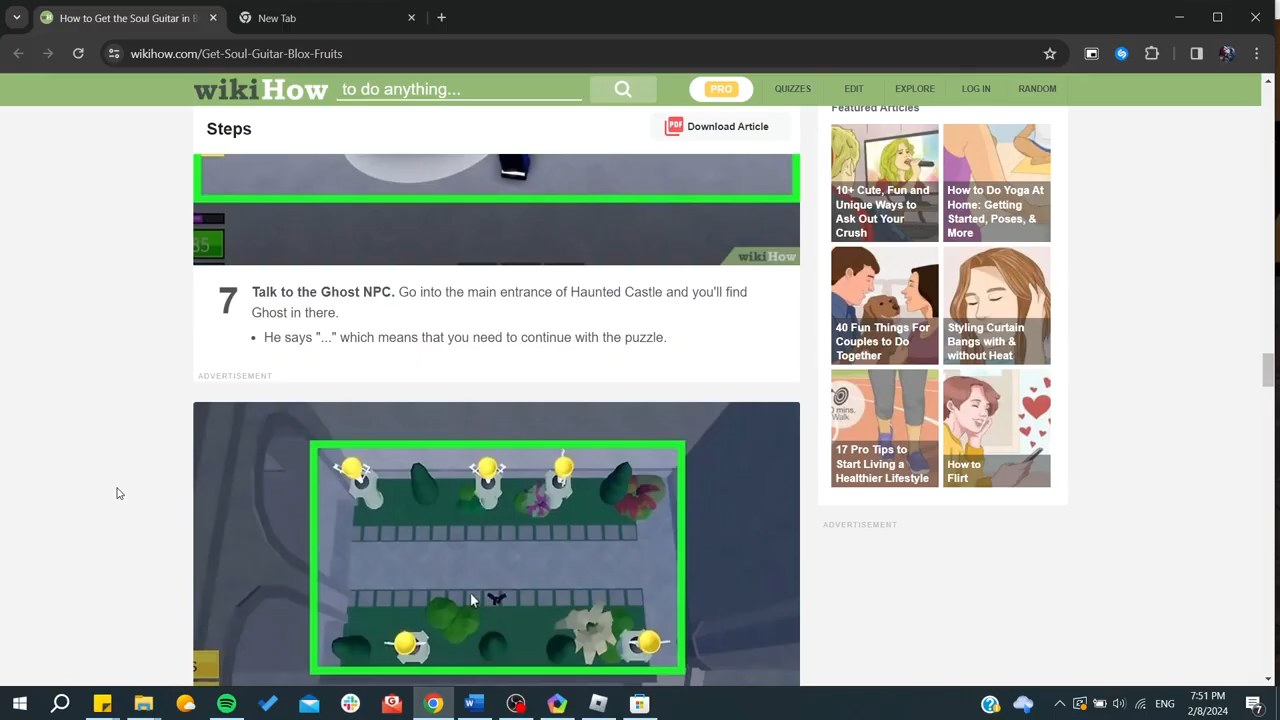 How to Get the Soul Guitar in B
New Tab
wikihow.com/Get-Soul-Guitar-Blox-Fruits
wikiHow
to do anything...
PRO
QUIZZES
EDIT
EXPLORE
LOG IN
RANDOM
Steps
PDF
Download Article
Featured Articles
10+ Cute, Fun and
Unique Ways to
Ask Out Your
Crush
How to Do Yoga At
Home: Getting
Started, Poses, &
More
40 Fun Things For
Couples to Do
Together
Styling Curtain
Bangs with &
without Heat
mins.
Walk
17 Pro Tips to
Start Living a
Healthier Lifestyle
How to
Flirt
ADVERTISEMENT
35
wikiHow
7
Talk to the Ghost NPC. Go into the main entrance of Haunted Castle and you'll find
Ghost in there.
• He says "..." which means that you need to continue with the puzzle.
ADVERTISEMENT
ENG
7:51 PM
2/8/2024
7